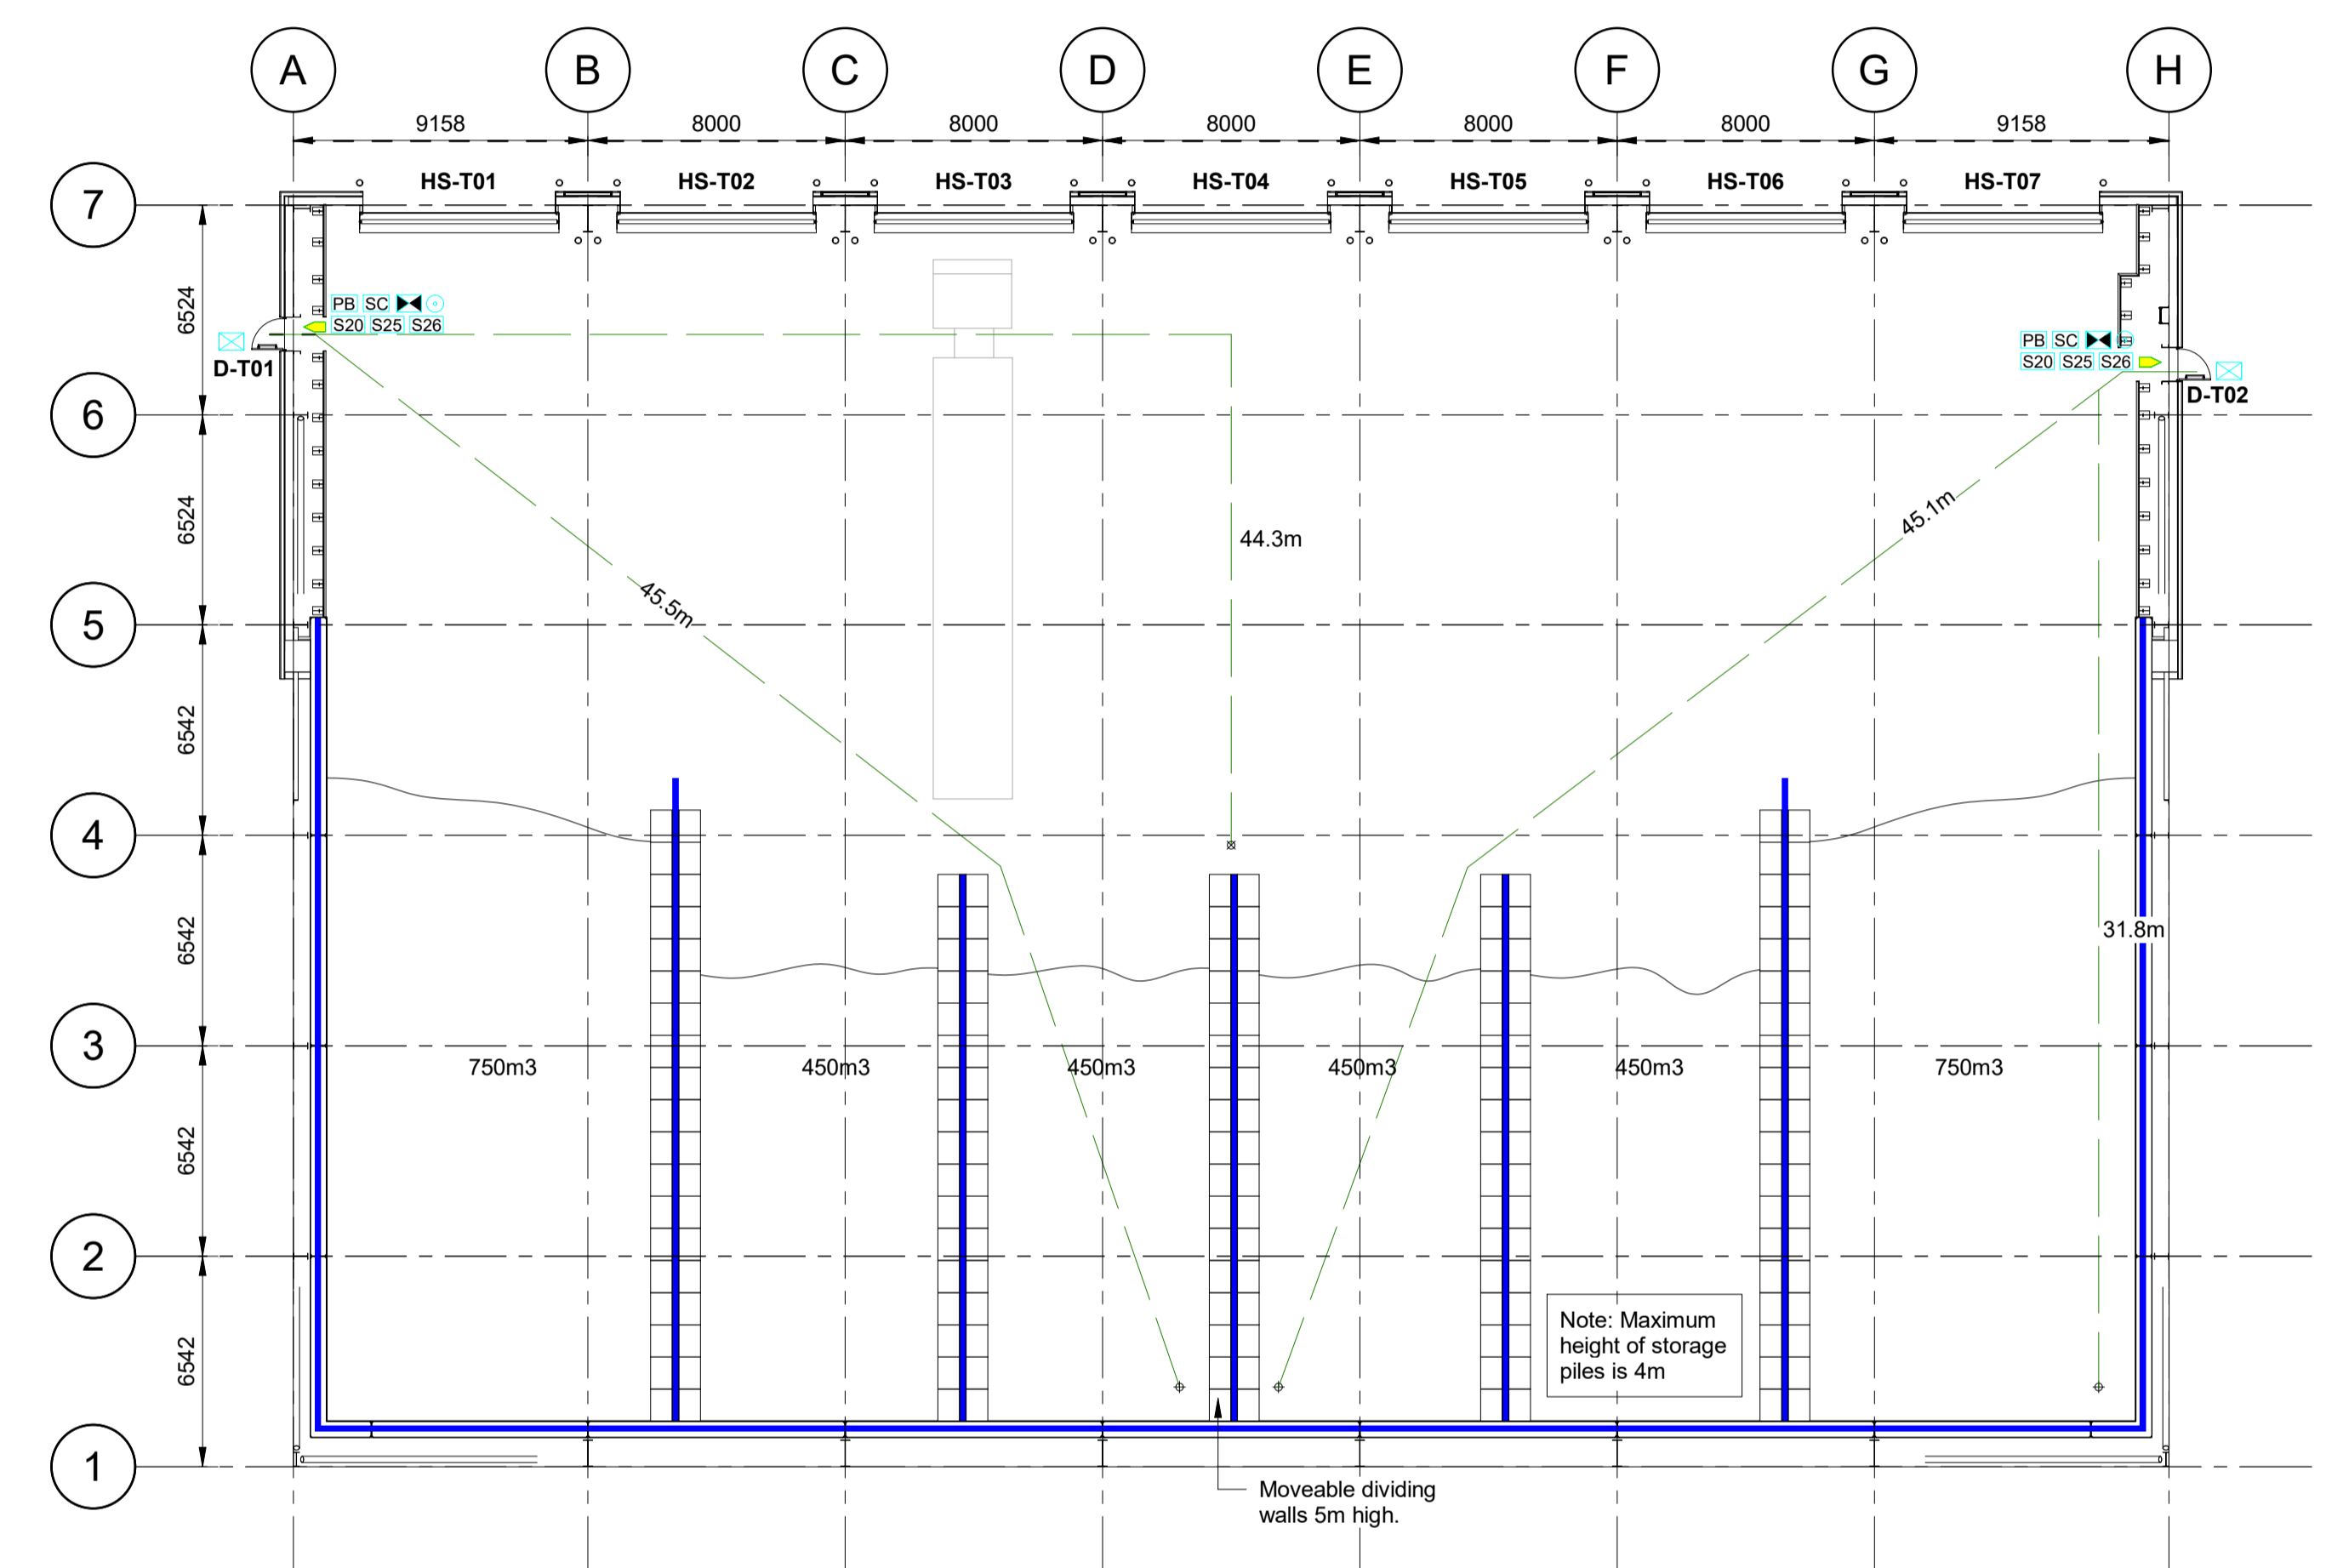 A B C D E F G H
9158 8000 8000 8000 8000 8000 9158
HS-T01 HS-T02 HS-T03 HS-T04 HS-T05 HS-T06 HS-T07
7
6524
PB SC
S20 S25 S26
D-T01
PB SC
S20 S25 S26
D-T02
6
6524
45.1m
44.3m
45.5m
5
6542
4
6542
31.8m
3
750m3 450m3 450m3 450m3 450m3 750m3
6542
2
6542
Note: Maximum
height of storage
piles is 4m
1
Moveable dividing
walls 5m high.